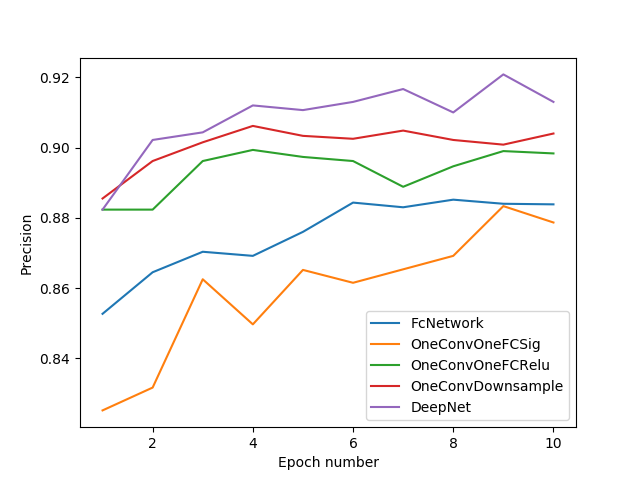 0.92
0.90
0.88
0.86
0.84
Precision
2
4
6
8
10
Epoch number
FcNetwork
OneConvOneFCSig
OneConvOneFCRelu
OneConvDownsample
DeepNet